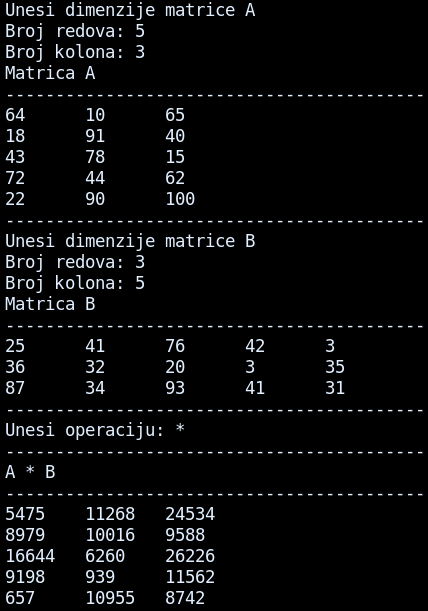 Unesi dimenzije matrice A
Broj redova: 5
Broj kolona: 3
Matrica A
------------------------------------------
64 10 65
18 91 40
43 78 15
72 44 62
22 90 100
------------------------------------------
Unesi dimenzije matrice B
Broj redova: 3
Broj kolona: 5
Matrica B
------------------------------------------
25 41 76 42 3
36 32 20 3 35
87 34 93 41 31
------------------------------------------
Unesi operaciju: *
------------------------------------------
A * B
------------------------------------------
5475 11268 24534
8979 10016 9588
16644 6260 26226
9198 939 11562
657 10955 8742